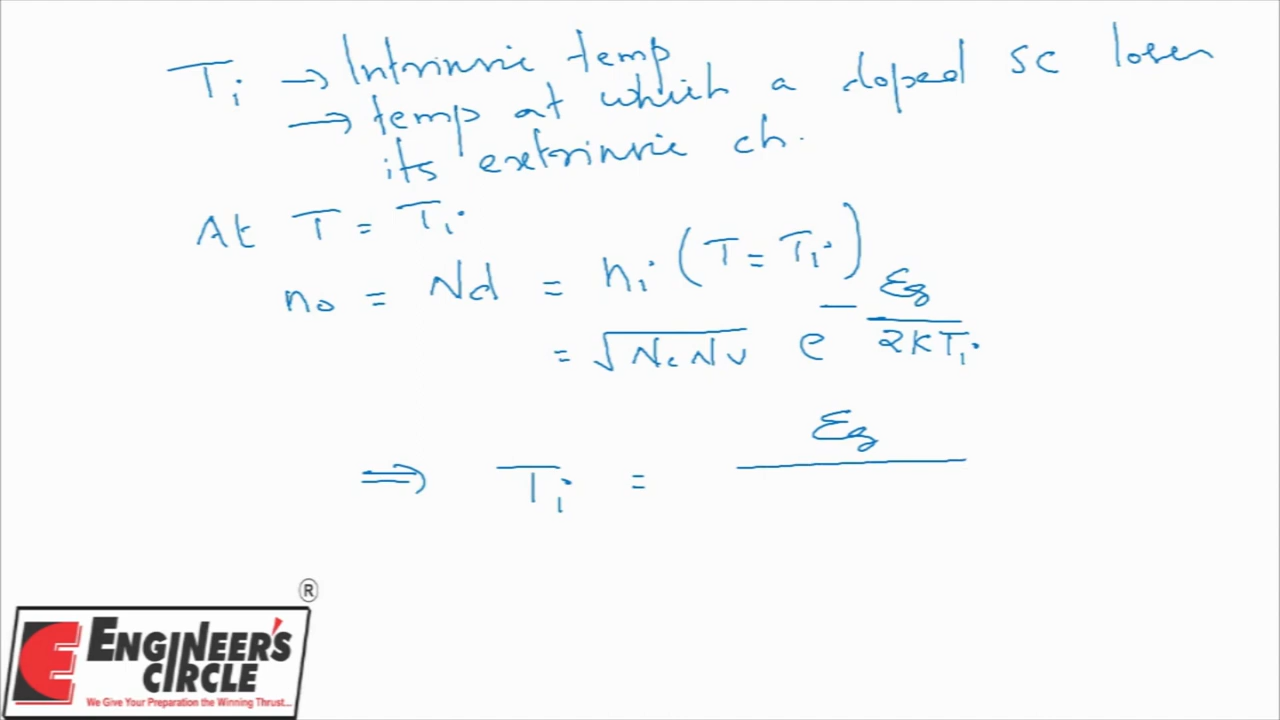 Ti → Intrinsic temp
→ temp at which a doped SC loses
its extrinsic ch.
At T = Ti
no = Nd = ni (T = Ti)
= √NcNv e^-Eg/2KTi
⇒ Ti = Eg
®
ENGINEER'S
CIRCLE
We Give Your Preparation the Winning Thrust...